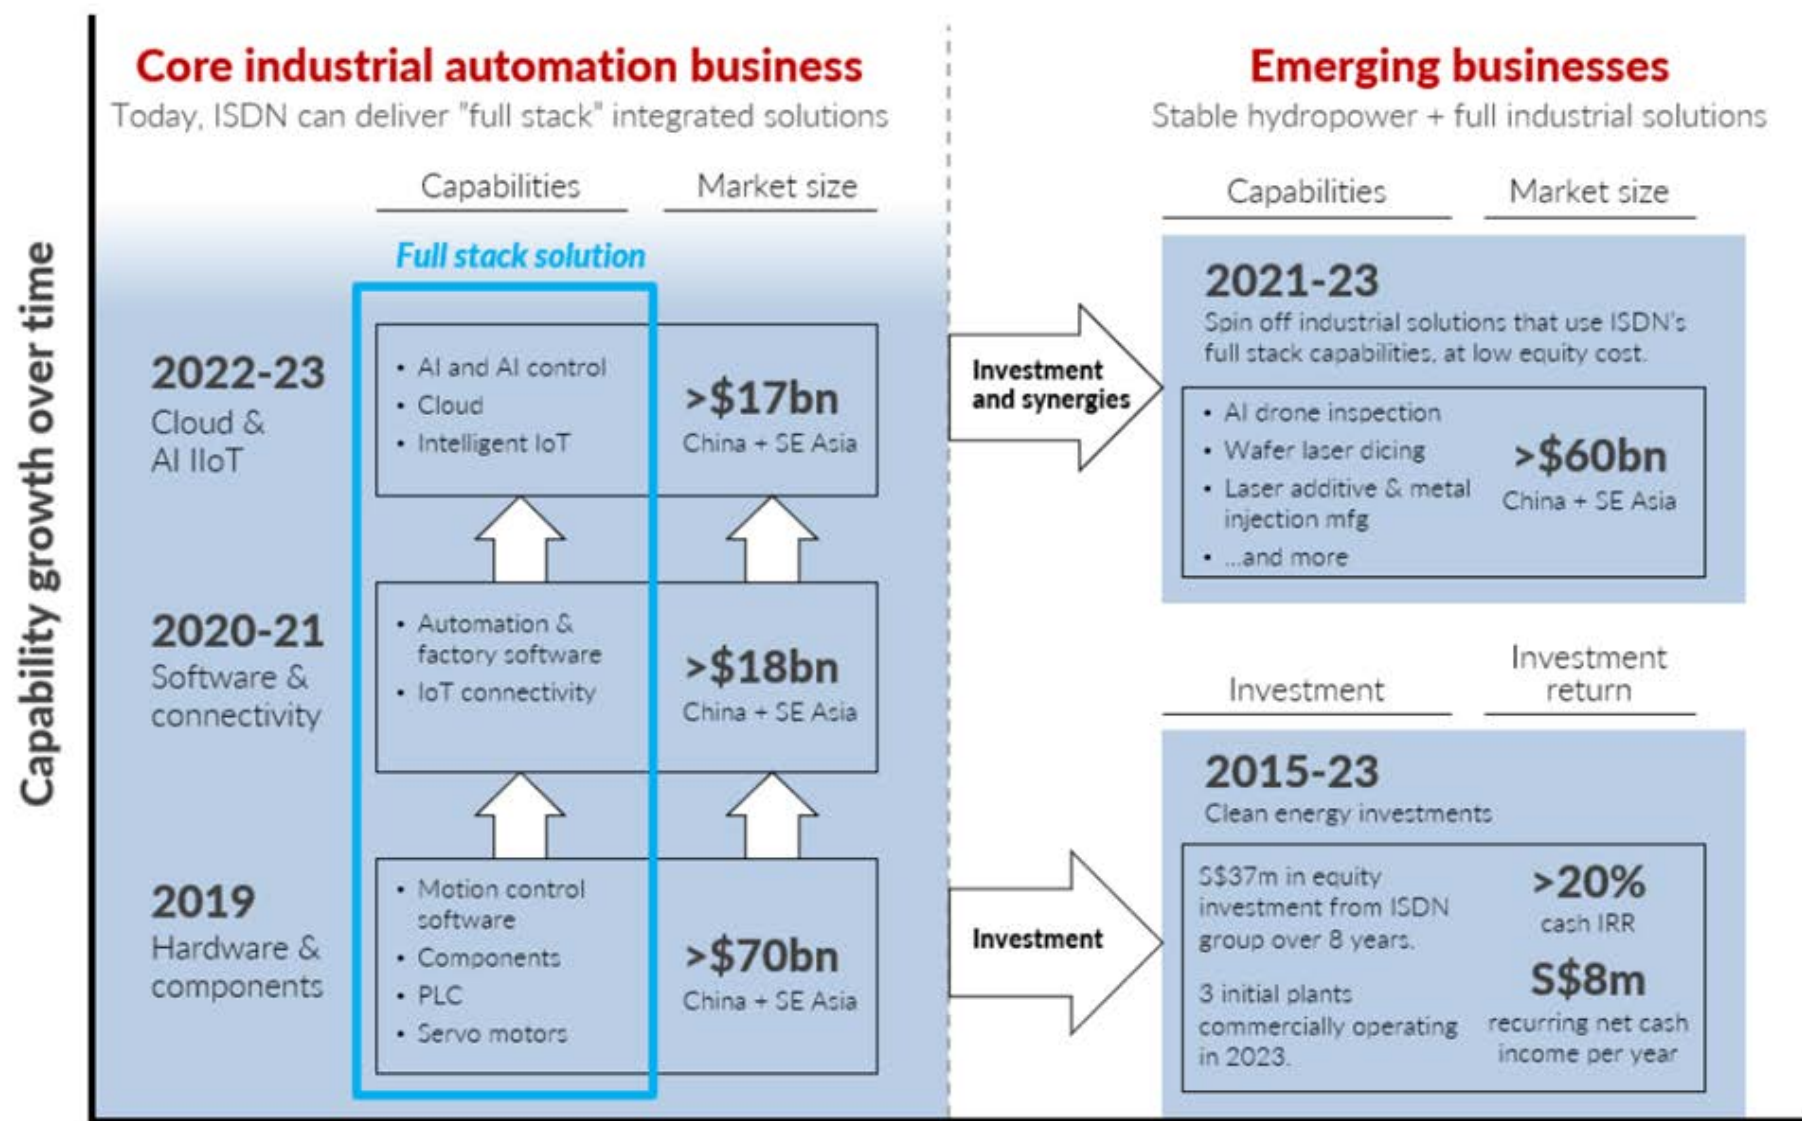 Capability growth over time
Core industrial automation business
Today, ISDN can deliver "full stack" integrated solutions
Capabilities
Market size
Full stack solution
2022-23
Cloud &
AI IIoT
• AI and AI control
• Cloud
• Intelligent IoT
>$17bn
China + SE Asia
2020-21
Software &
connectivity
• Automation &
factory software
• IoT connectivity
>$18bn
China + SE Asia
2019
Hardware &
components
• Motion control
software
• Components
• PLC
• Servo motors
>$70bn
China + SE Asia
Investment
and synergies
Investment
Emerging businesses
Stable hydropower + full industrial solutions
Capabilities
Market size
2021-23
Spin off industrial solutions that use ISDN's
full stack capabilities, at low equity cost.
• AI drone inspection
• Wafer laser dicing
• Laser additive & metal
injection mfg
• ...and more
>$60bn
China + SE Asia
Investment
Investment
return
2015-23
Clean energy investments
S$37m in equity
investment from ISDN
group over 8 years.
3 initial plants
commercially operating
in 2023.
>20%
cash IRR
S$8m
recurring net cash
income per year